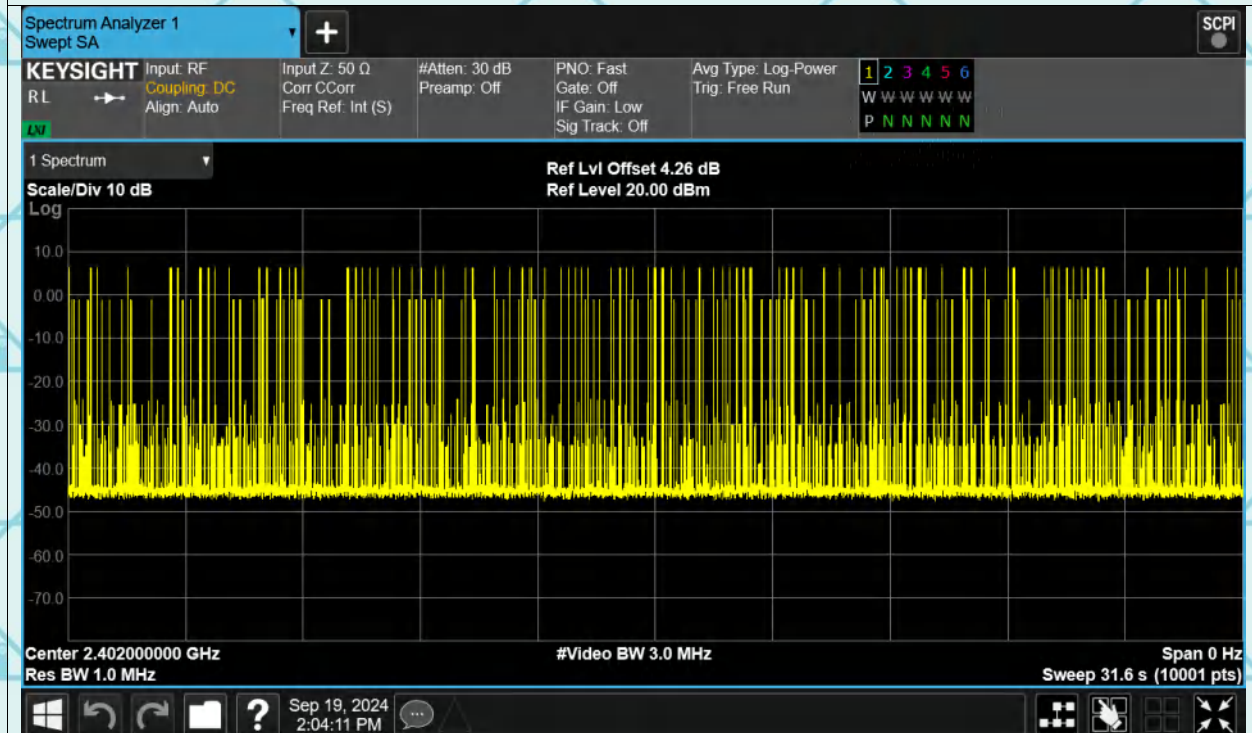 Spectrum Analyzer 1
Swept SA
+
SCPI
KEYSIGHT
RL
LXI
Input: RF
Coupling: DC
Align: Auto
Input Z: 50 Ω
Corr CCorr
Freq Ref: Int (S)
#Atten: 30 dB
Preamp: Off
PNO: Fast
Gate: Off
IF Gain: Low
Sig Track: Off
Avg Type: Log-Power
Trig: Free Run
1 2 3 4 5 6
W W W W W W
P N N N N N
1 Spectrum
Scale/Div 10 dB
Ref Lvl Offset 4.26 dB
Ref Level 20.00 dBm
Log
10.0
0.00
-10.0
-20.0
-30.0
-40.0
-50.0
-60.0
-70.0
Center 2.402000000 GHz
#Video BW 3.0 MHz
Span 0 Hz
Res BW 1.0 MHz
Sweep 31.6 s (10001 pts)
?
Sep 19, 2024
2:04:11 PM